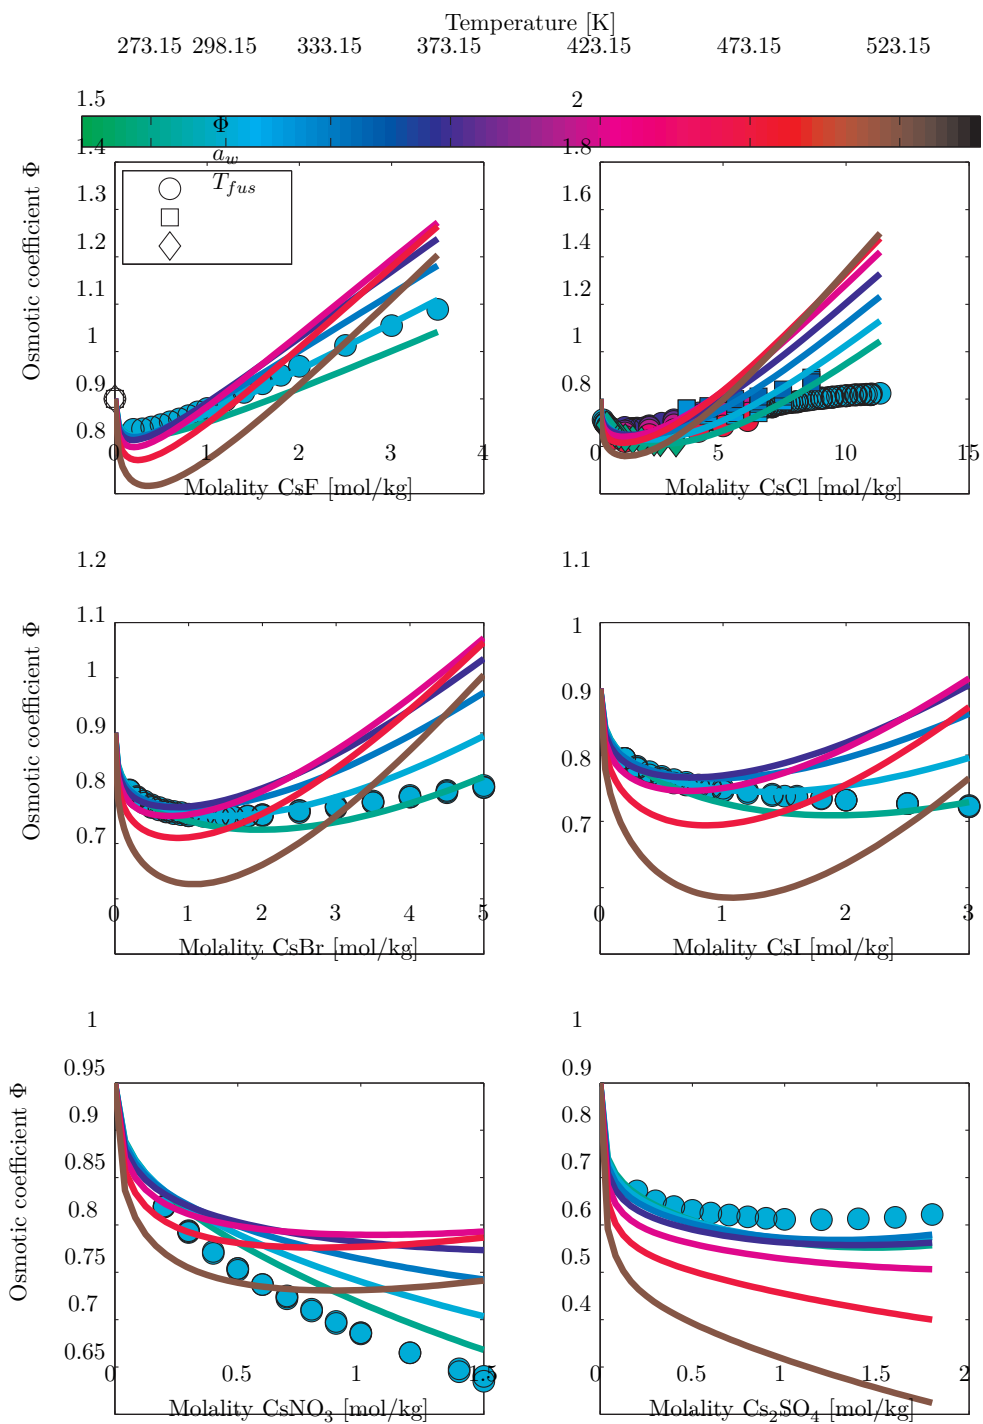 Temperature [K]
273.15 298.15 333.15 373.15 423.15 473.15 523.15
1.5 2
Φ
1.4 a_w 1.8
T_fus
Osmotic coefficient Φ
1.3 1.6
1.2 1.4
1.1 1.2
1 1
0.9 0.8
0.8
0 1 2 3 4 0 5 10 15
Molality CsF [mol/kg] Molality CsCl [mol/kg]
1.2 1.1
Osmotic coefficient Φ
1.1 1
1 0.9
0.9
0.8 0.8
0.7 0.7
0 1 2 3 4 5 0 1 2 3
Molality CsBr [mol/kg] Molality CsI [mol/kg]
1 1
Osmotic coefficient Φ
0.95 0.9
0.9 0.8
0.85 0.7
0.8 0.6
0.75 0.5
0.7 0.4
0.65
0 0.5 1 1.5 0 0.5 1 1.5 2
Molality CsNO₃ [mol/kg] Molality Cs₂SO₄ [mol/kg]